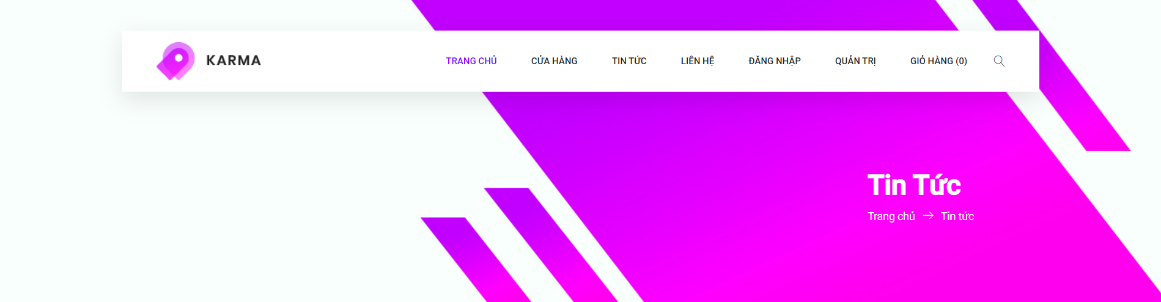 KARMA TRANG CHỦ CỬA HÀNG TIN TỨC LIÊN HỆ ĐĂNG NHẬP QUẢN TRỊ GIỎ HÀNG (0)
Tin Tức
Trang chủ → Tin tức